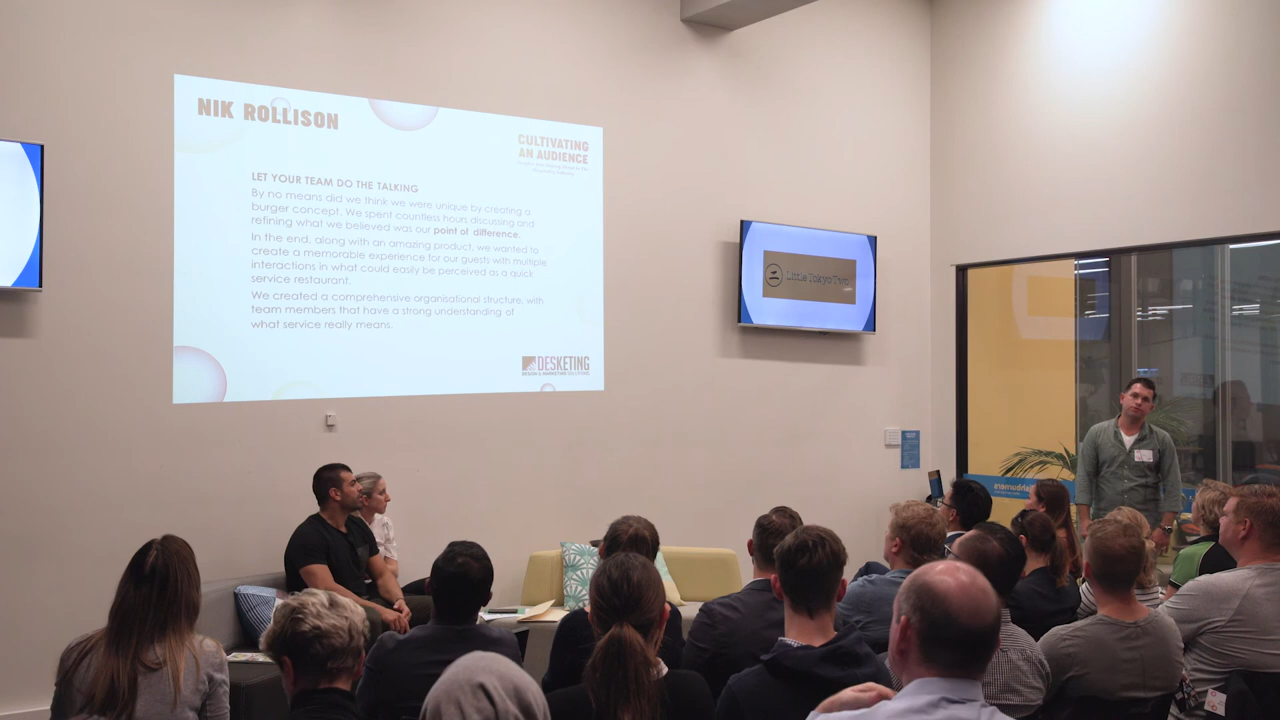 NIK ROLLISON
CULTIVATING
AN AUDIENCE
LET YOUR TEAM DO THE TALKING
By no means did we think we were unique by creating a
burger concept. We spent countless hours discussing and
refining what we believed was our point of difference.
In the end, along with an amazing product, we wanted to
create a memorable experience for our guests with multiple
interactions in what could easily be perceived as a quick
service restaurant.
We created a comprehensive organisational structure, with
team members that have a strong understanding of
what service really means.
DESKETING
DESIGN & MARKETING SOLUTIONS
Little Tokyo Two